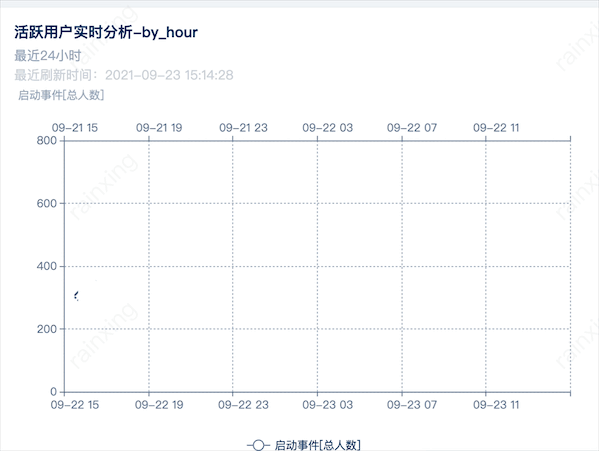 活跃用户实时分析-by_hour
最近24小时
最近刷新时间：2021-09-23 15:14:28
启动事件[总人数]
09-21 15 09-21 19 09-21 23 09-22 03 09-22 07 09-22 11
800
600
400
200
0
09-22 15 09-22 19 09-22 23 09-23 03 09-23 07 09-23 11
启动事件[总人数]
rainxing
rainxing
rainxing
rainxing